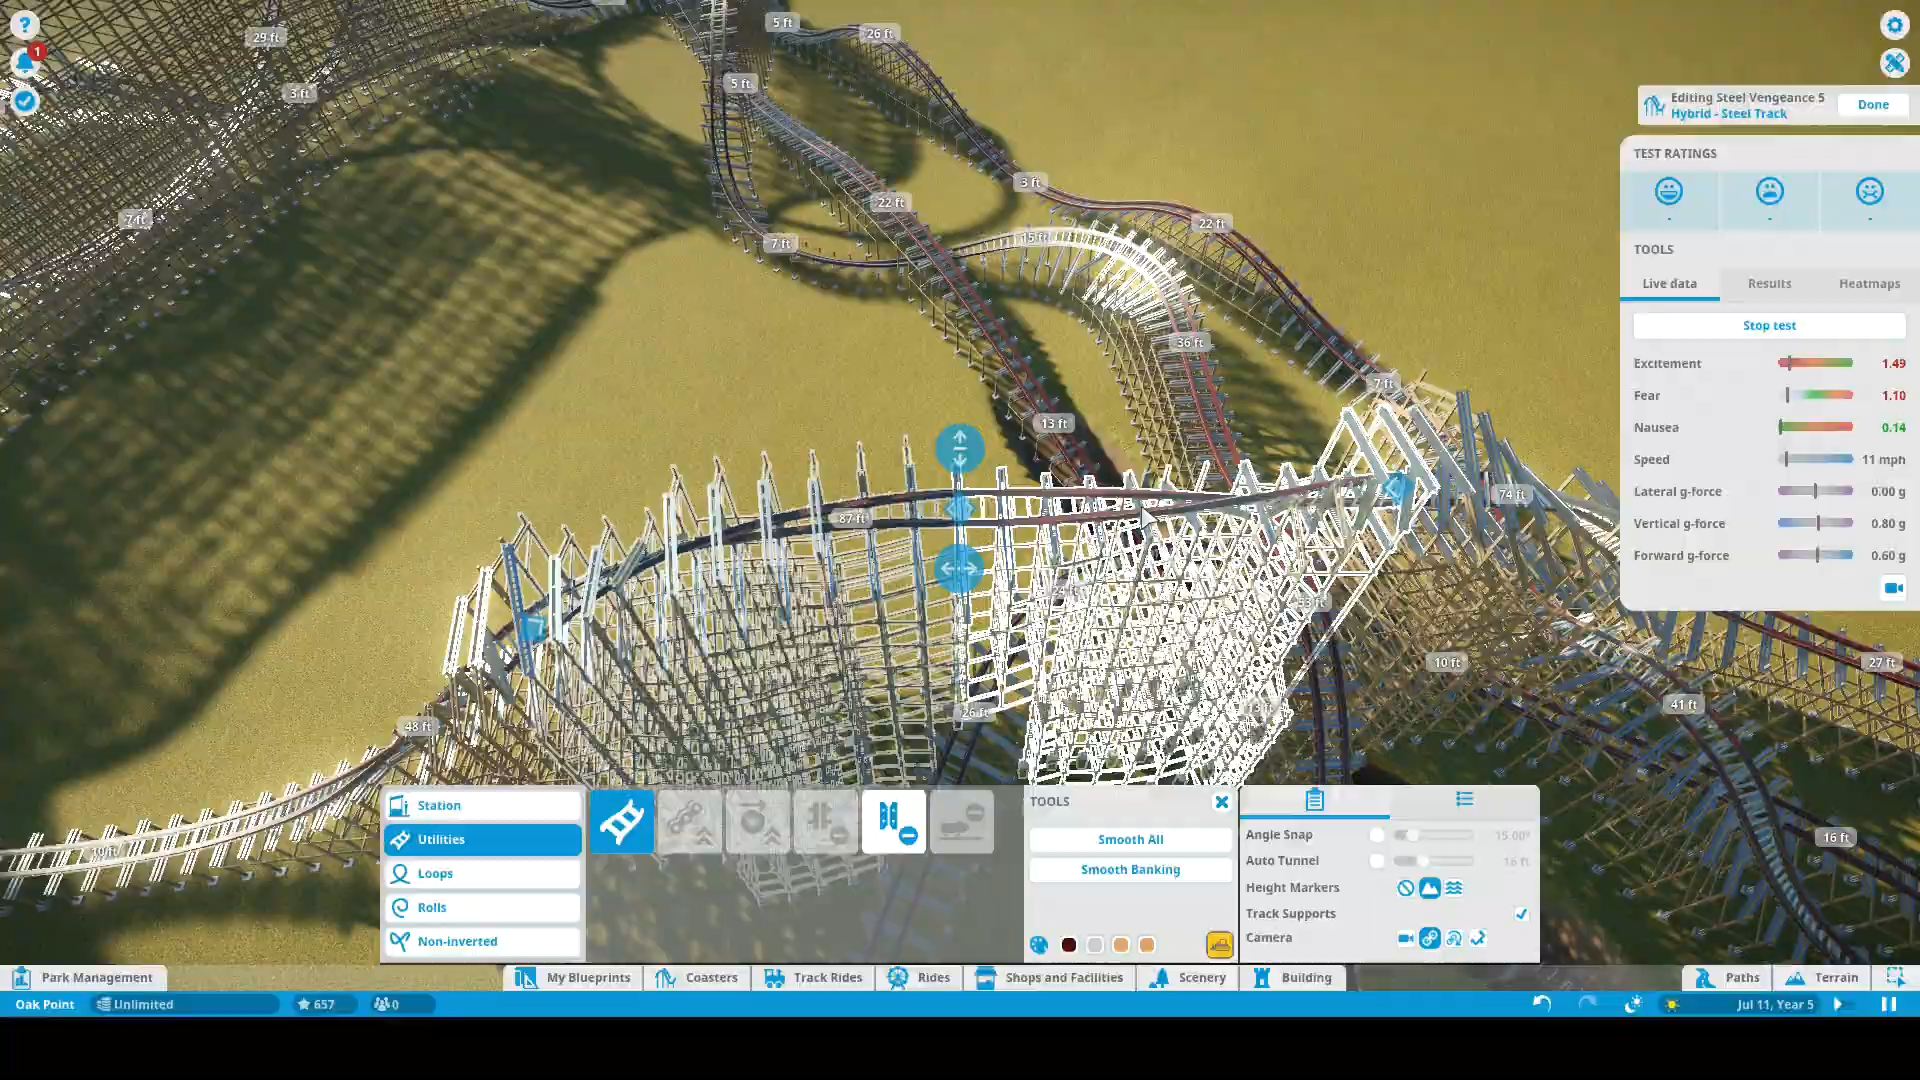 5 ft
26 ft
29 ft
?
1
5 ft
3 ft
Editing Steel Vengeance 5
Hybrid - Steel Track
Done
TEST RATINGS
3 ft
22 ft
7 ft
22 ft
- - -
7 ft
15 ft
TOOLS
Live data
Results
Heatmaps
Stop test
36 ft
7 ft
Excitement 1.49
Fear 1.10
13 ft
Nausea 0.14
Speed 11 mph
74 ft
Lateral g-force 0.00 g
87 ft
Vertical g-force 0.80 g
Forward g-force 0.60 g
10 ft
27 ft
41 ft
26 ft
48 ft
16 ft
Station
Utilities
Loops
Rolls
Non-inverted
TOOLS
Smooth All
Smooth Banking
Angle Snap 15.00°
Auto Tunnel 16 ft
Height Markers
Track Supports
Camera
Park Management
My Blueprints
Coasters
Track Rides
Rides
Shops and Facilities
Scenery
Building
Paths
Terrain
Oak Point
Unlimited
657
0
Jul 11, Year 5